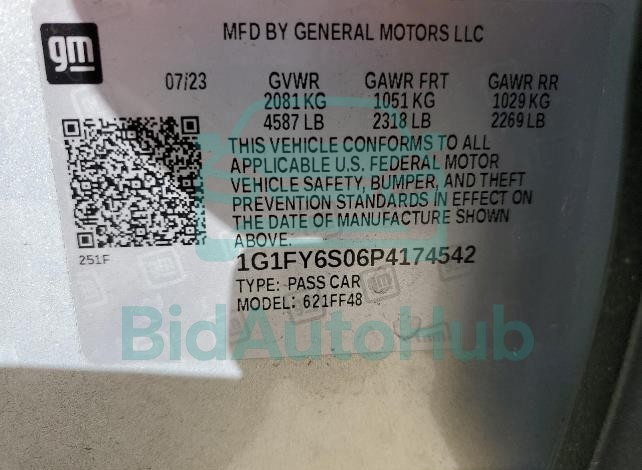 gm
MFD BY GENERAL MOTORS LLC
07/23 GVWR GAWR FRT GAWR RR
2081 KG 1051 KG 1029 KG
4587 LB 2318 LB 2269 LB
THIS VEHICLE CONFORMS TO ALL
APPLICABLE U.S. FEDERAL MOTOR
VEHICLE SAFETY, BUMPER, AND THEFT
PREVENTION STANDARDS IN EFFECT ON
THE DATE OF MANUFACTURE SHOWN
ABOVE.
251F
1G1FY6S06P4174542
TYPE: PASS CAR
MODEL: 621FF48
BidAutoHub